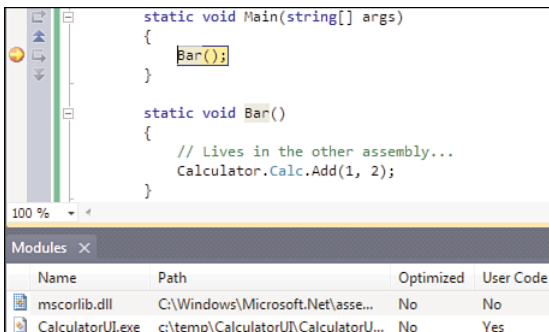 static void Main(string[] args)
{
Bar();
}
static void Bar()
{
// Lives in the other assembly...
Calculator.Calc.Add(1, 2);
}
100 %
Modules
Name Path Optimized User Code
mscorlib.dll C:\Windows\Microsoft.Net\asse... No No
CalculatorUI.exe c:\temp\CalculatorUI\CalculatorU... No Yes